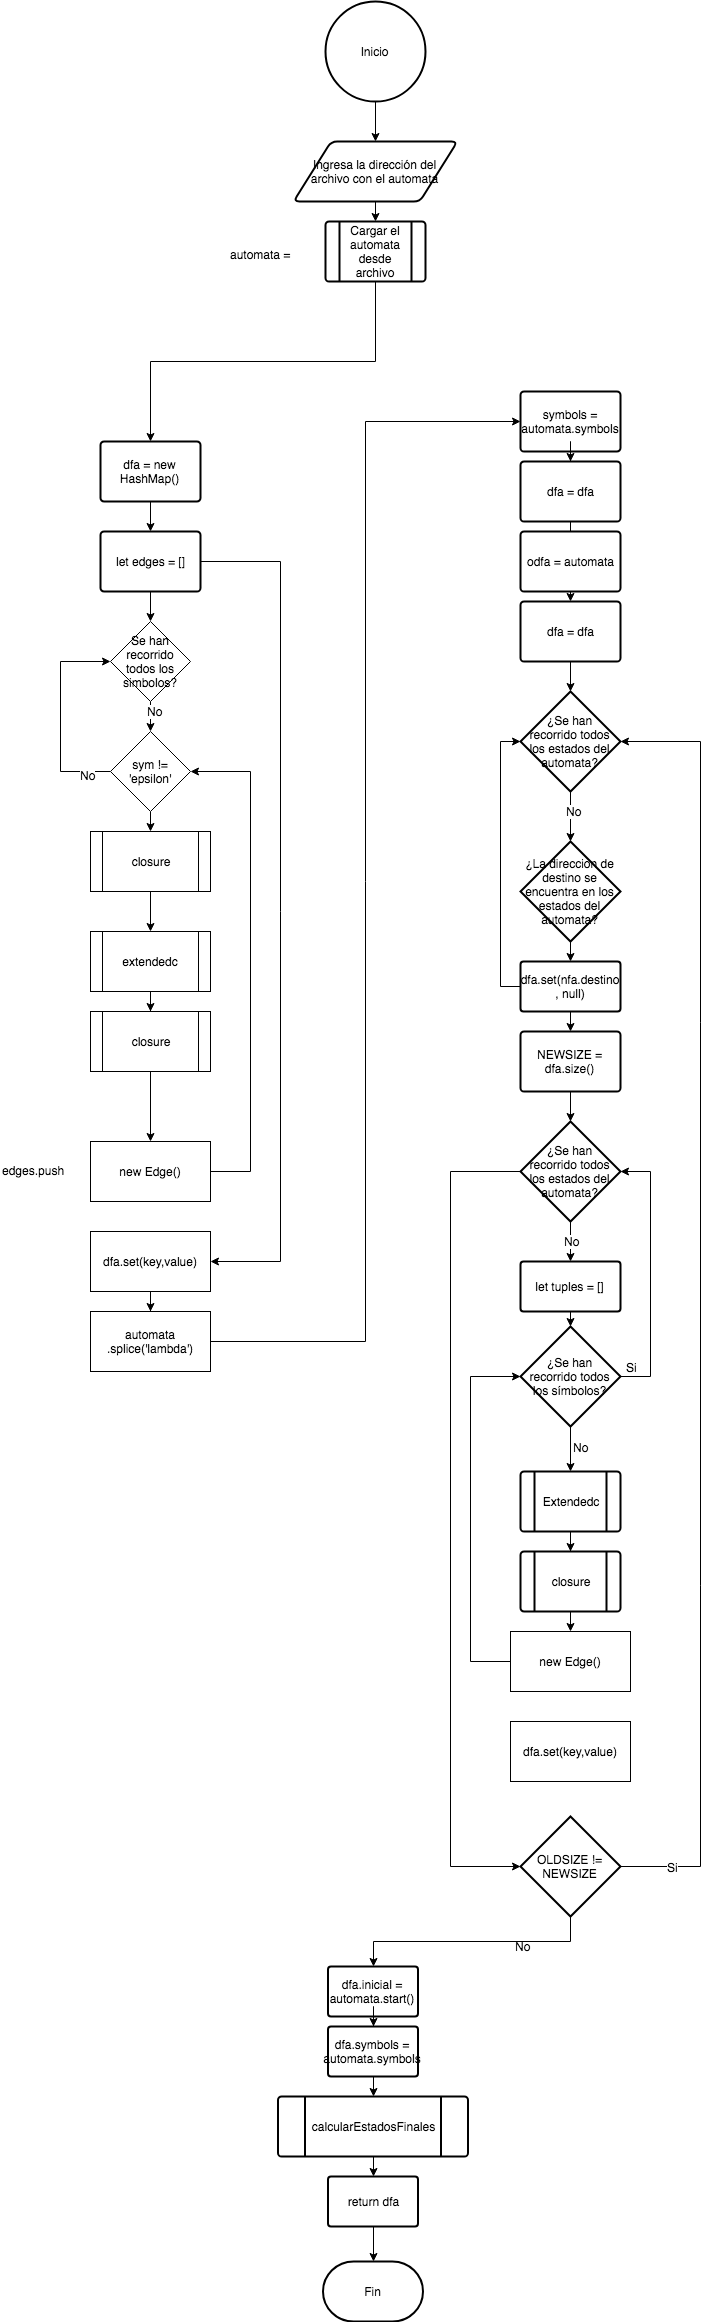 Inicio
Ingresa la dirección del
archivo con el automata
automata =
Cargar el
automata
desde
archivo
dfa = new
HashMap()
let edges = []
Se han
recorrido
todos los
simbolos?
No
sym !=
'epsilon'
No
closure
extendedc
closure
edges.push
new Edge()
dfa.set(key,value)
automata
.splice('lambda')
symbols =
automata.symbols
dfa = dfa
odfa = automata
dfa = dfa
¿Se han
recorrido todos
los estados del
automata?
No
¿La direccion de
destino se
encuentra en los
estados del
automata?
dfa.set(nfa.destino
, null)
NEWSIZE =
dfa.size()
¿Se han
recorrido todos
los estados del
automata?
No
let tuples = []
¿Se han
recorrido todos
los símbolos?
Si
No
Extendedc
closure
new Edge()
dfa.set(key,value)
OLDSIZE !=
NEWSIZE
Si
No
dfa.inicial =
automata.start()
dfa.symbols =
automata.symbols
calcularEstadosFinales
return dfa
Fin